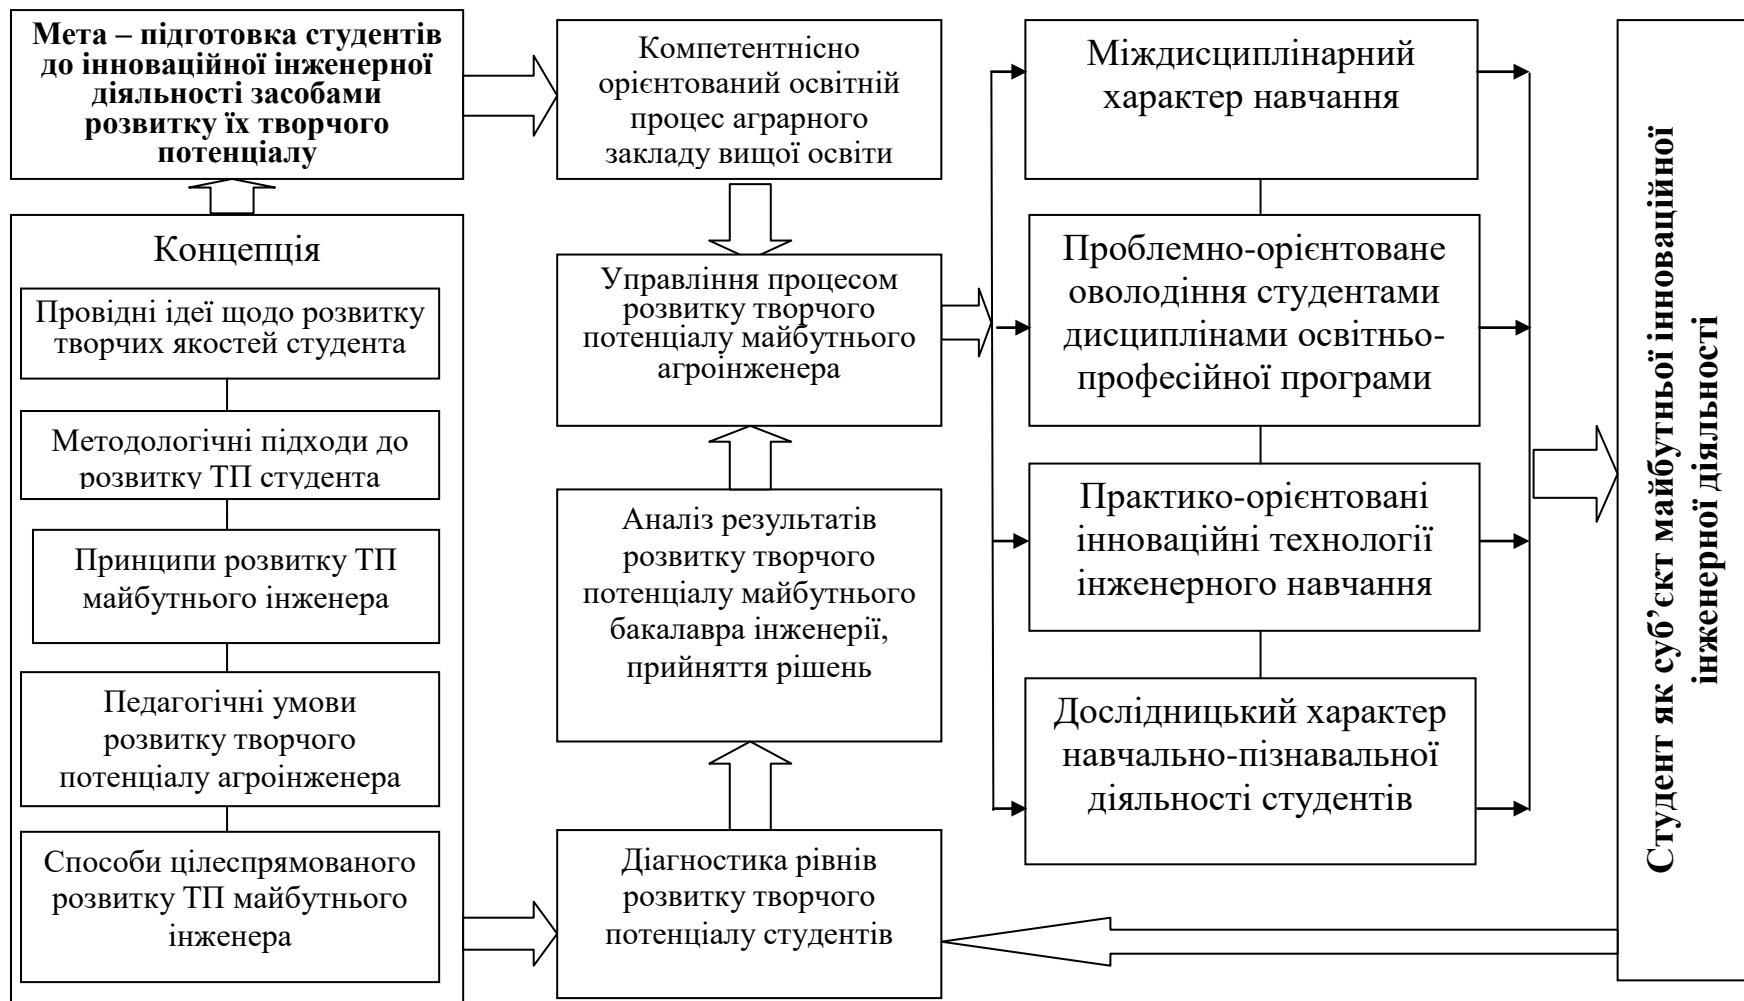 Мета – підготовка студентів
до інноваційної інженерної
діяльності засобами
розвитку їх творчого
потенціалу
Концепція
Провідні ідеї щодо розвитку
творчих якостей студента
Методологічні підходи до
розвитку ТП студента
Принципи розвитку ТП
майбутнього інженера
Педагогічні умови
розвитку творчого
потенціалу агроінженера
Способи цілеспрямованого
розвитку ТП майбутнього
інженера
Компетентнісно
орієнтований освітній
процес аграрного
закладу вищої освіти
Управління процесом
розвитку творчого
потенціалу майбутнього
агроінженера
Аналіз результатів
розвитку творчого
потенціалу майбутнього
бакалавра інженерії,
прийняття рішень
Діагностика рівнів
розвитку творчого
потенціалу студентів
Міждисциплінарний
характер навчання
Проблемно-орієнтоване
оволодіння студентами
дисциплінами освітньо-
професійної програми
Практико-орієнтовані
інноваційні технології
інженерного навчання
Дослідницький характер
навчально-пізнавальної
діяльності студентів
Студент як суб’єкт майбутньої інноваційної
інженерної діяльності